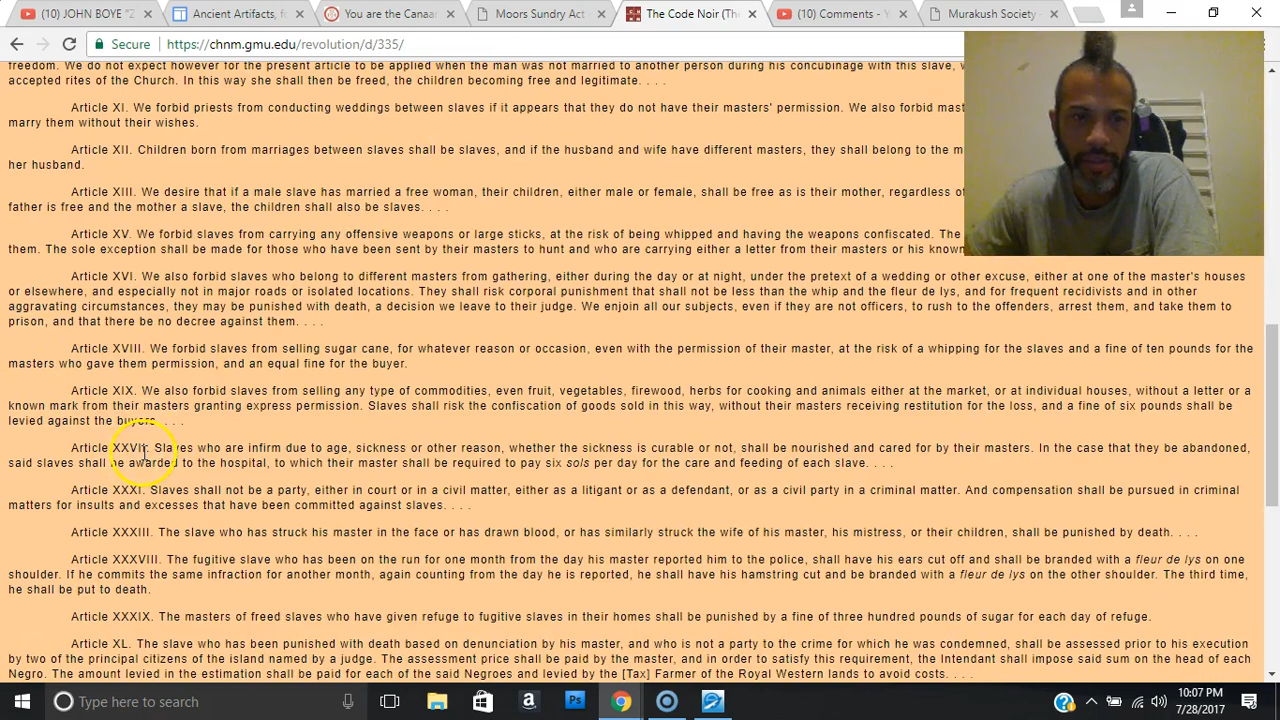 (10) JOHN BOYE "Z
Ancient Artifacts, f
You are the Canaa
Moors Sundry Act
The Code Noir (The
(10) Comments - Y
Murakush Society
Secure
https://chnm.gmu.edu/revolution/d/335/
freedom. We do not expect however for the present article to be applied when the man was not married to another person during his concubinage with this slave,
accepted rites of the Church. In this way she shall then be freed, the children becoming free and legitimate. . . .
Article XI. We forbid priests from conducting weddings between slaves if it appears that they do not have their masters' permission. We also forbid mast
marry them without their wishes.
Article XII. Children born from marriages between slaves shall be slaves, and if the husband and wife have different masters, they shall belong to the m
her husband.
Article XIII. We desire that if a male slave has married a free woman, their children, either male or female, shall be free as is their mother, regardless of
father is free and the mother a slave, the children shall also be slaves. . . .
Article XV. We forbid slaves from carrying any offensive weapons or large sticks, at the risk of being whipped and having the weapons confiscated. The
them. The sole exception shall be made for those who have been sent by their masters to hunt and who are carrying either a letter from their masters or his known
Article XVI. We also forbid slaves who belong to different masters from gathering, either during the day or at night, under the pretext of a wedding or other excuse, either at one of the master's houses
or elsewhere, and especially not in major roads or isolated locations. They shall risk corporal punishment that shall not be less than the whip and the fleur de lys, and for frequent recidivists and in other
aggravating circumstances, they may be punished with death, a decision we leave to their judge. We enjoin all our subjects, even if they are not officers, to rush to the offenders, arrest them, and take them to
prison, and that there be no decree against them. . . .
Article XVIII. We forbid slaves from selling sugar cane, for whatever reason or occasion, even with the permission of their master, at the risk of a whipping for the slaves and a fine of ten pounds for the
masters who gave them permission, and an equal fine for the buyer.
Article XIX. We also forbid slaves from selling any type of commodities, even fruit, vegetables, firewood, herbs for cooking and animals either at the market, or at individual houses, without a letter or a
known mark from their masters granting express permission. Slaves shall risk the confiscation of goods sold in this way, without their masters receiving restitution for the loss, and a fine of six pounds shall be
levied against the buyers. . . .
Article XXVII. Slaves who are infirm due to age, sickness or other reason, whether the sickness is curable or not, shall be nourished and cared for by their masters. In the case that they be abandoned,
said slaves shall be awarded to the hospital, to which their master shall be required to pay six sols per day for the care and feeding of each slave. . . .
Article XXXI. Slaves shall not be a party, either in court or in a civil matter, either as a litigant or as a defendant, or as a civil party in a criminal matter. And compensation shall be pursued in criminal
matters for insults and excesses that have been committed against slaves. . . .
Article XXXIII. The slave who has struck his master in the face or has drawn blood, or has similarly struck the wife of his master, his mistress, or their children, shall be punished by death. . . .
Article XXXVIII. The fugitive slave who has been on the run for one month from the day his master reported him to the police, shall have his ears cut off and shall be branded with a fleur de lys on one
shoulder. If he commits the same infraction for another month, again counting from the day he is reported, he shall have his hamstring cut and be branded with a fleur de lys on the other shoulder. The third time,
he shall be put to death.
Article XXXIX. The masters of freed slaves who have given refuge to fugitive slaves in their homes shall be punished by a fine of three hundred pounds of sugar for each day of refuge.
Article XL. The slave who has been punished with death based on denunciation by his master, and who is not a party to the crime for which he was condemned, shall be assessed prior to his execution
by two of the principal citizens of the island named by a judge. The assessment price shall be paid by the master, and in order to satisfy this requirement, the Intendant shall impose said sum on the head of each
Negro. The amount levied in the estimation shall be paid for each of the said Negroes and levied by the [Tax] Farmer of the Royal Western lands to avoid costs. . . .
Type here to search
10:07 PM
7/28/2017